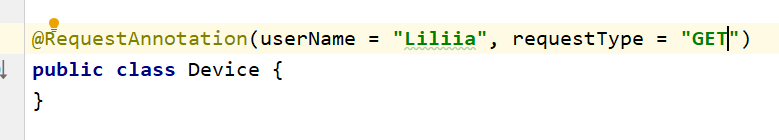 @RequestAnnotation(userName = "Liliia", requestType = "GET")
public class Device {
}